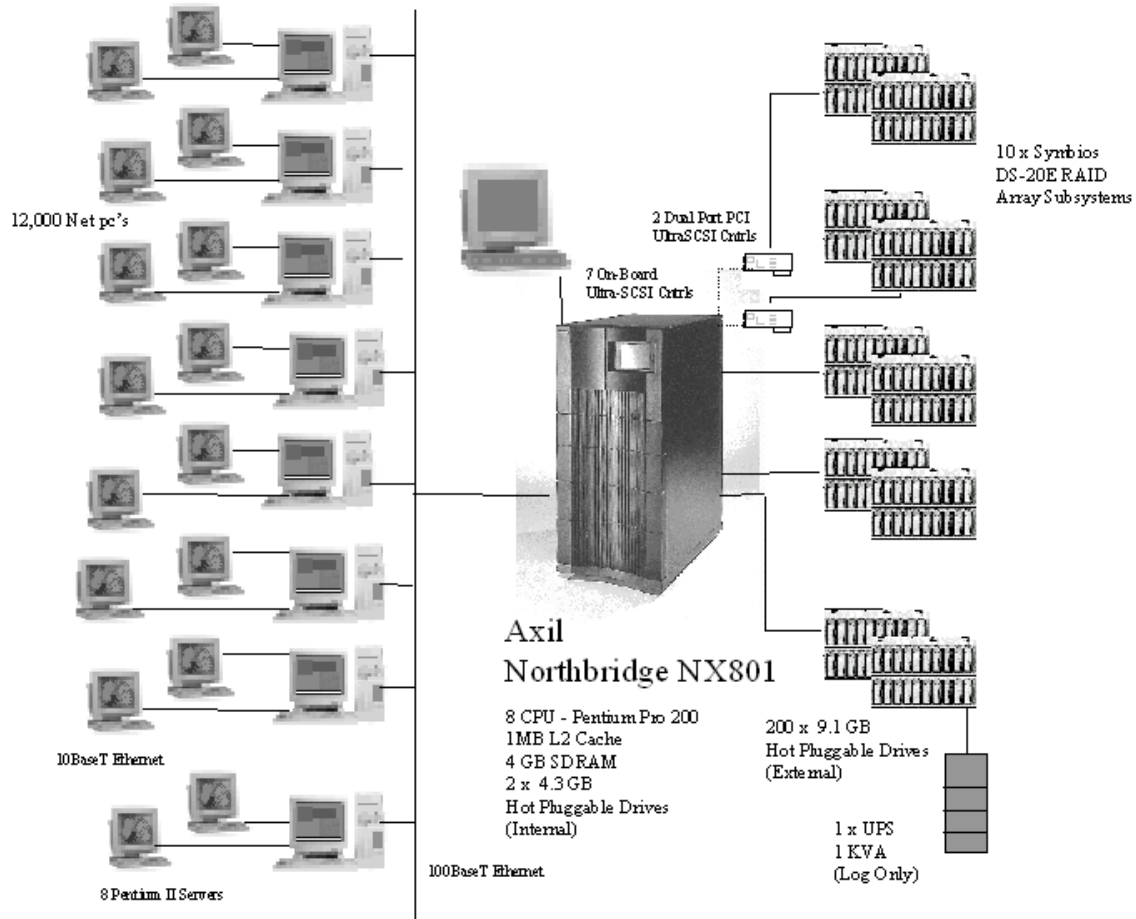 12,000 Net pc's
10BaseT Ethernet
8 Pentium II Servers
100BaseT Ethernet
2 Dual Port PCI
UltraSCSI Cntrls
7 On-Board
Ultra-SCSI Cntrls
10 x Symbios
DS-20E RAID
Array Subsystems
Axil
Northbridge NX801
8 CPU - Pentium Pro 200
1MB L2 Cache
4 GB SDRAM
2 x 4.3 GB
Hot Pluggable Drives
(Internal)
200 x 9.1 GB
Hot Pluggable Drives
(External)
1 x UPS
1 KVA
(Log Only)